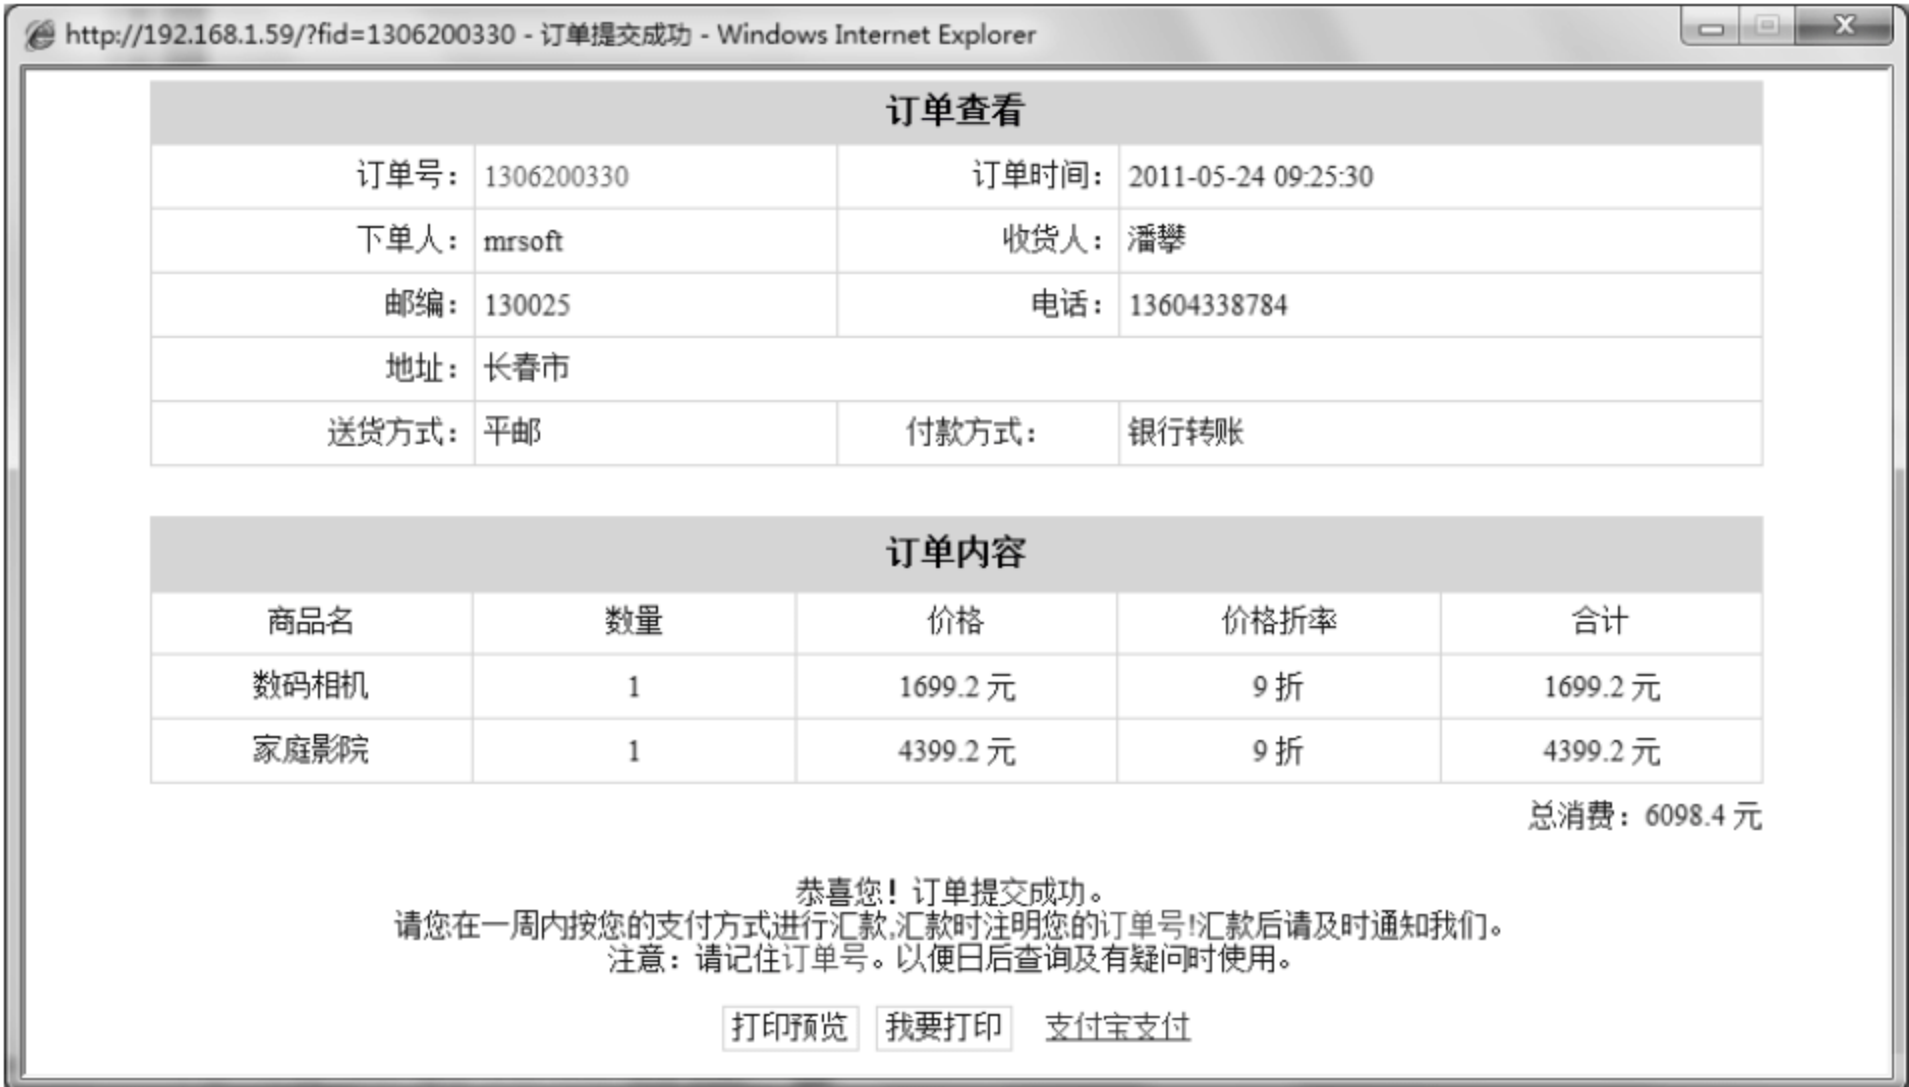 http://192.168.1.59/?fid=1306200330 - 订单提交成功 - Windows Internet Explorer
订单查看
订单号： 1306200330 订单时间： 2011-05-24 09:25:30
下单人： mrsoft 收货人： 潘攀
邮编： 130025 电话： 13604338784
地址： 长春市
送货方式： 平邮 付款方式： 银行转账
订单内容
商品名 数量 价格 价格折率 合计
数码相机 1 1699.2 元 9 折 1699.2 元
家庭影院 1 4399.2 元 9 折 4399.2 元
总消费：6098.4 元
恭喜您！订单提交成功。
请您在一周内按您的支付方式进行汇款,汇款时注明您的订单号!汇款后请及时通知我们。
注意：请记住订单号。以便日后查询及有疑问时使用。
打印预览 我要打印 支付宝支付